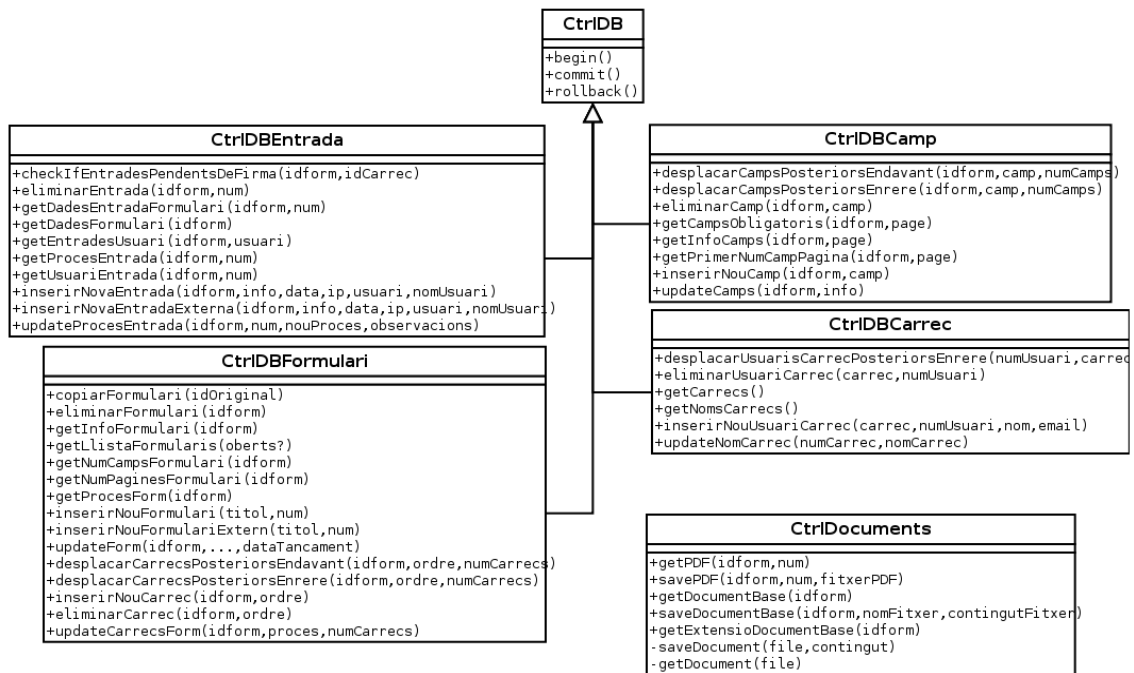 CtrlDB
+begin()
+commit()
+rollback()
CtrlDBEntrada
+checkIfEntradesPendentsDeFirma(idform,idCarrec)
+eliminarEntrada(idform,num)
+getDadesEntradaFormulari(idform,num)
+getDadesFormulari(idform)
+getEntradesUsuari(idform,usuari)
+getProcesEntrada(idform,num)
+getUsuariEntrada(idform,num)
+inserirNovaEntrada(idform,info,data,ip,usuari,nomUsuari)
+inserirNovaEntradaExterna(idform,info,data,ip,usuari,nomUsuari)
+updateProcesEntrada(idform,num,nouProces,observacions)
CtrlDBCamp
+desplacarCampsPosteriorsEndavant(idform,camp,numCamps)
+desplacarCampsPosteriorsEnrere(idform,camp,numCamps)
+eliminarCamp(idform,camp)
+getCampsObligatoris(idform,page)
+getInfoCamps(idform,page)
+getPrimerNumCampPagina(idform,page)
+inserirNouCamp(idform,camp)
+updateCamps(idform,info)
CtrlDBCarrec
+desplacarUsuarisCarrecPosteriorsEnrere(numUsuari,carrec
+eliminarUsuariCarrec(carrec,numUsuari)
+getCarrecs()
+getNomsCarrecs()
+inserirNouUsuariCarrec(carrec,numUsuari,nom,email)
+updateNomCarrec(numCarrec,nomCarrec)
CtrlDBFormulari
+copiarFormulari(idOriginal)
+eliminarFormulari(idform)
+getInfoFormulari(idform)
+getLlistaFormularis(oberts?)
+getNumCampsFormulari(idform)
+getNumPaginesFormulari(idform)
+getProcesForm(idform)
+inserirNouFormulari(titol,num)
+inserirNouFormulariExtern(titol,num)
+updateForm(idform,...,dataTancament)
+desplacarCarrecsPosteriorsEndavant(idform,ordre,numCarrecs)
+desplacarCarrecsPosteriorsEnrere(idform,ordre,numCarrecs)
+inserirNouCarrec(idform,ordre)
+eliminarCarrec(idform,ordre)
+updateCarrecsForm(idform,proces,numCarrecs)
CtrlDocuments
+getPDF(idform,num)
+savePDF(idform,num,fitxerPDF)
+getDocumentBase(idform)
+saveDocumentBase(idform,nomFitxer,contingutFitxer)
+getExtensioDocumentBase(idform)
-saveDocument(file,contingut)
-getDocument(file)